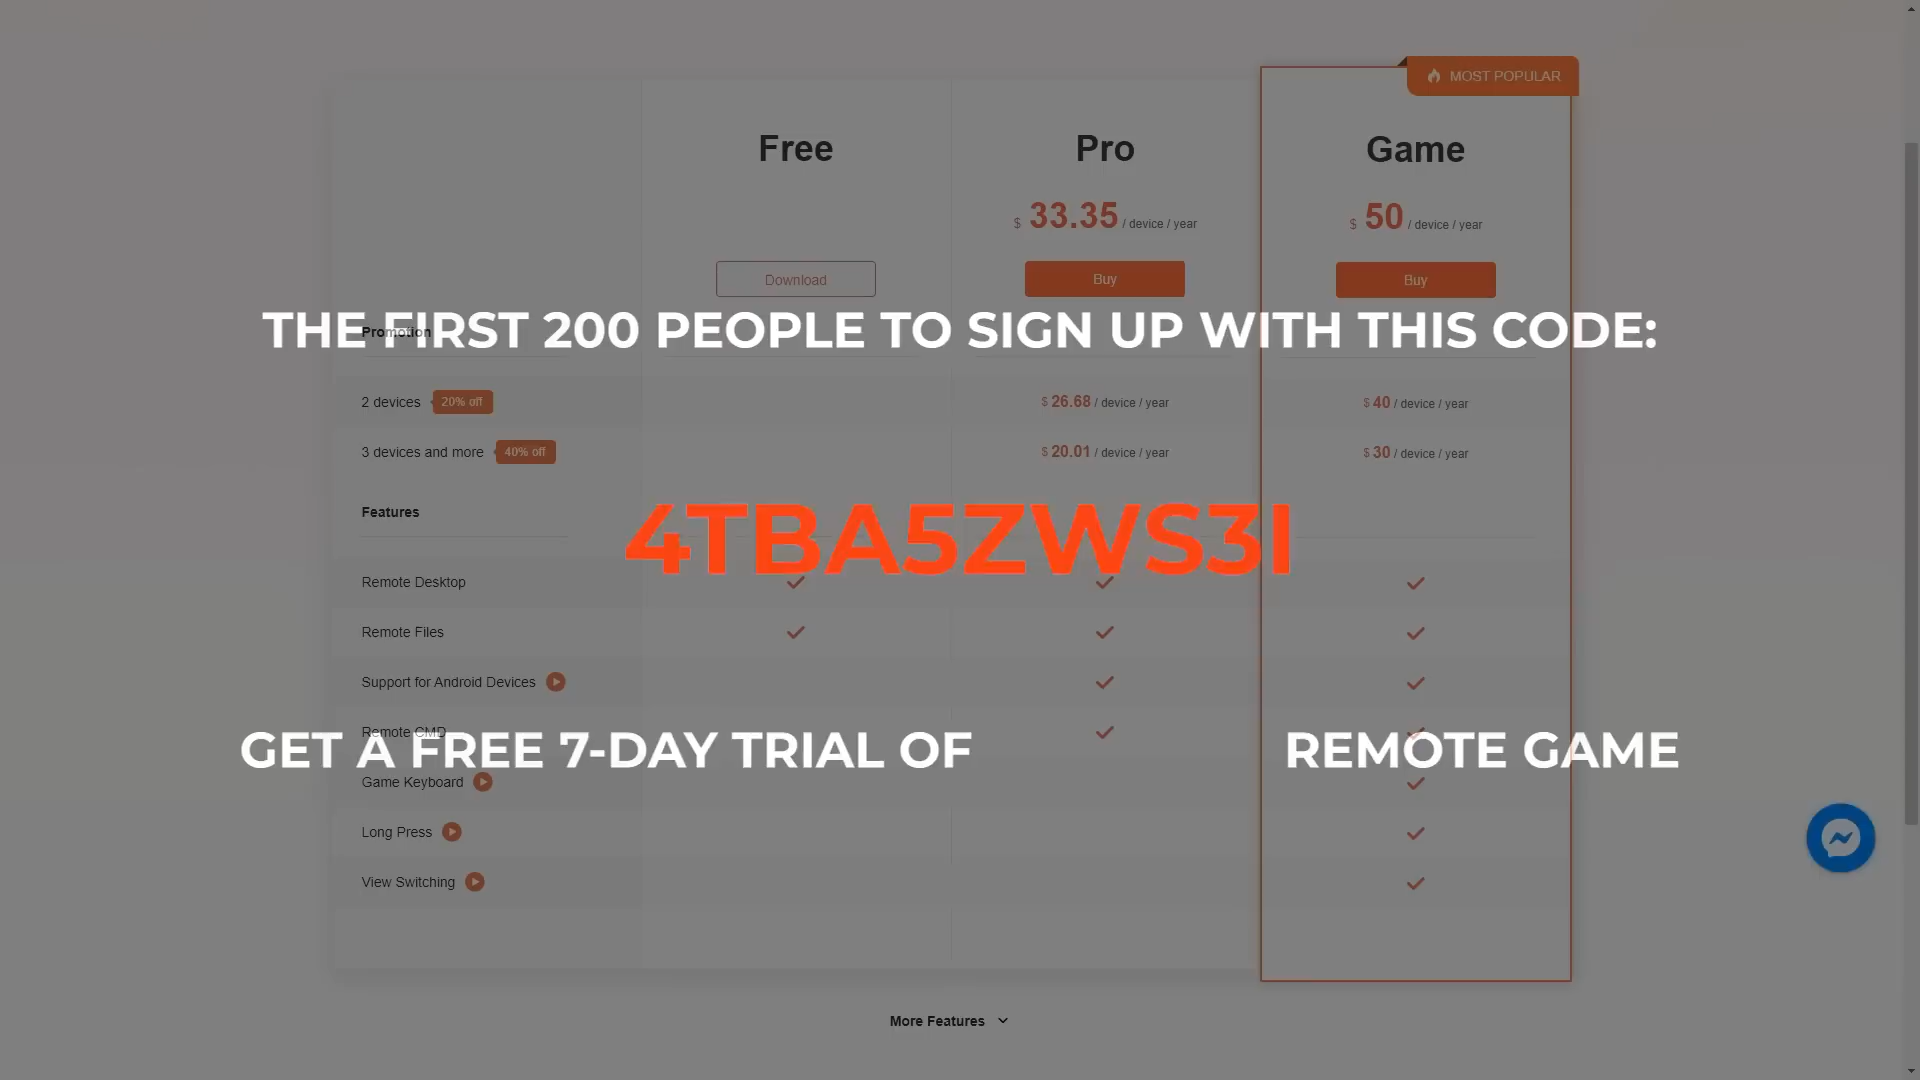 MOST POPULAR
Free Pro Game
$ 33.35 / device / year $ 50 / device / year
Download Buy Buy
THE FIRST 200 PEOPLE TO SIGN UP WITH THIS CODE:
Promotion
2 devices 20% off $ 26.68 / device / year $ 40 / device / year
3 devices and more 40% off $ 20.01 / device / year $ 30 / device / year
Features
4TBA5ZWS3I
Remote Desktop
Remote Files
Support for Android Devices
Remote CMD
GET A FREE 7-DAY TRIAL OF REMOTE GAME
Game Keyboard
Long Press
View Switching
More Features